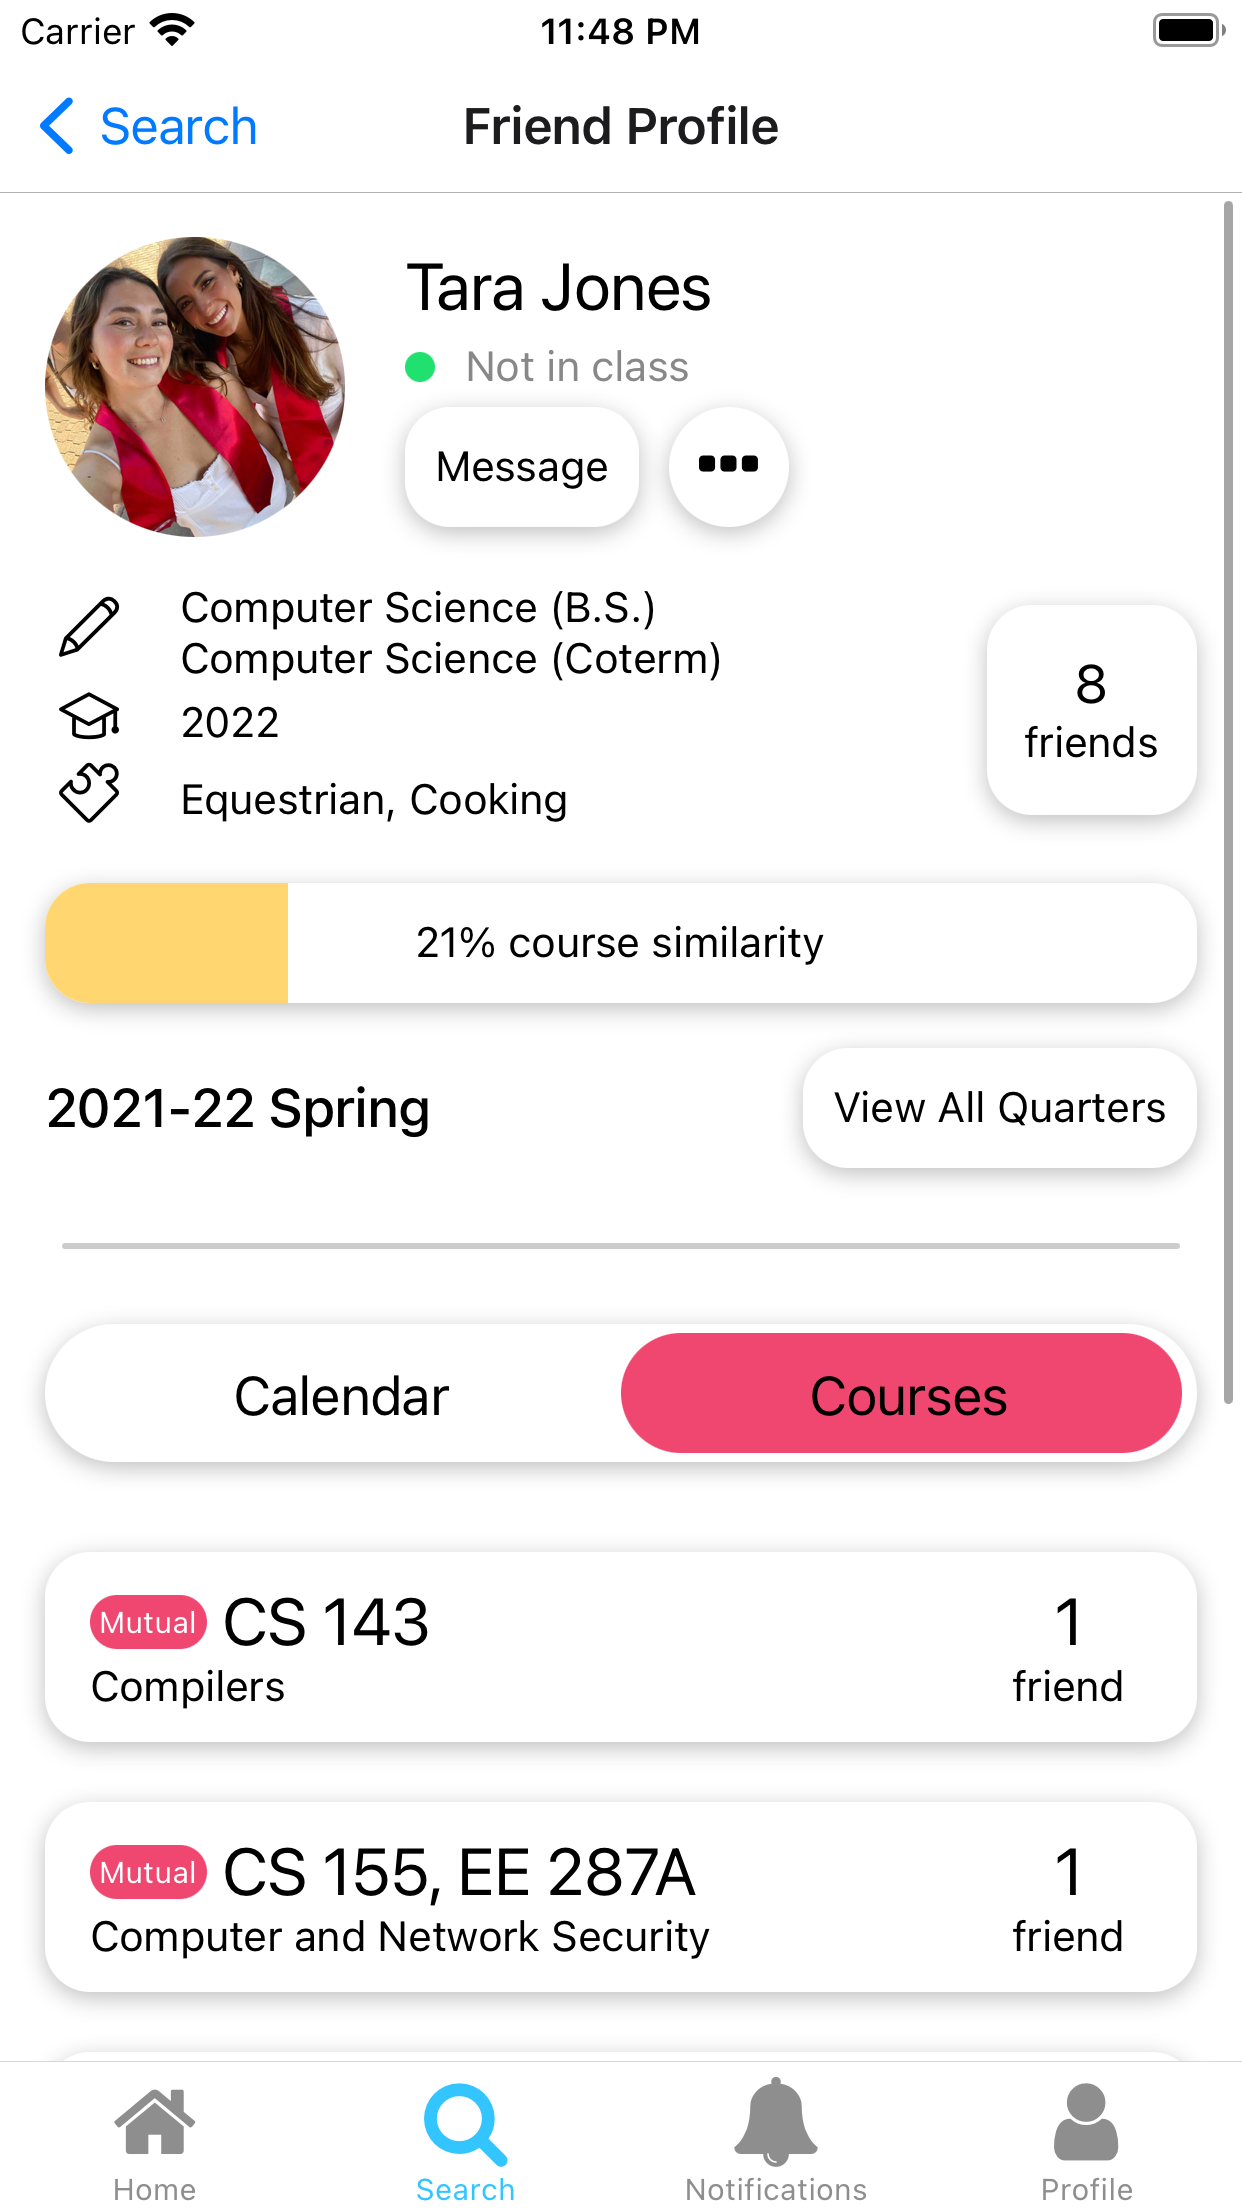 Carrier
11:48 PM
Search
Friend Profile
Tara Jones
Not in class
Message
Computer Science (B.S.)
Computer Science (Coterm)
2022
Equestrian, Cooking
8
friends
21% course similarity
2021-22 Spring
View All Quarters
Calendar
Courses
Mutual CS 143
Compilers
1
friend
Mutual CS 155, EE 287A
Computer and Network Security
1
friend
Home
Search
Notifications
Profile